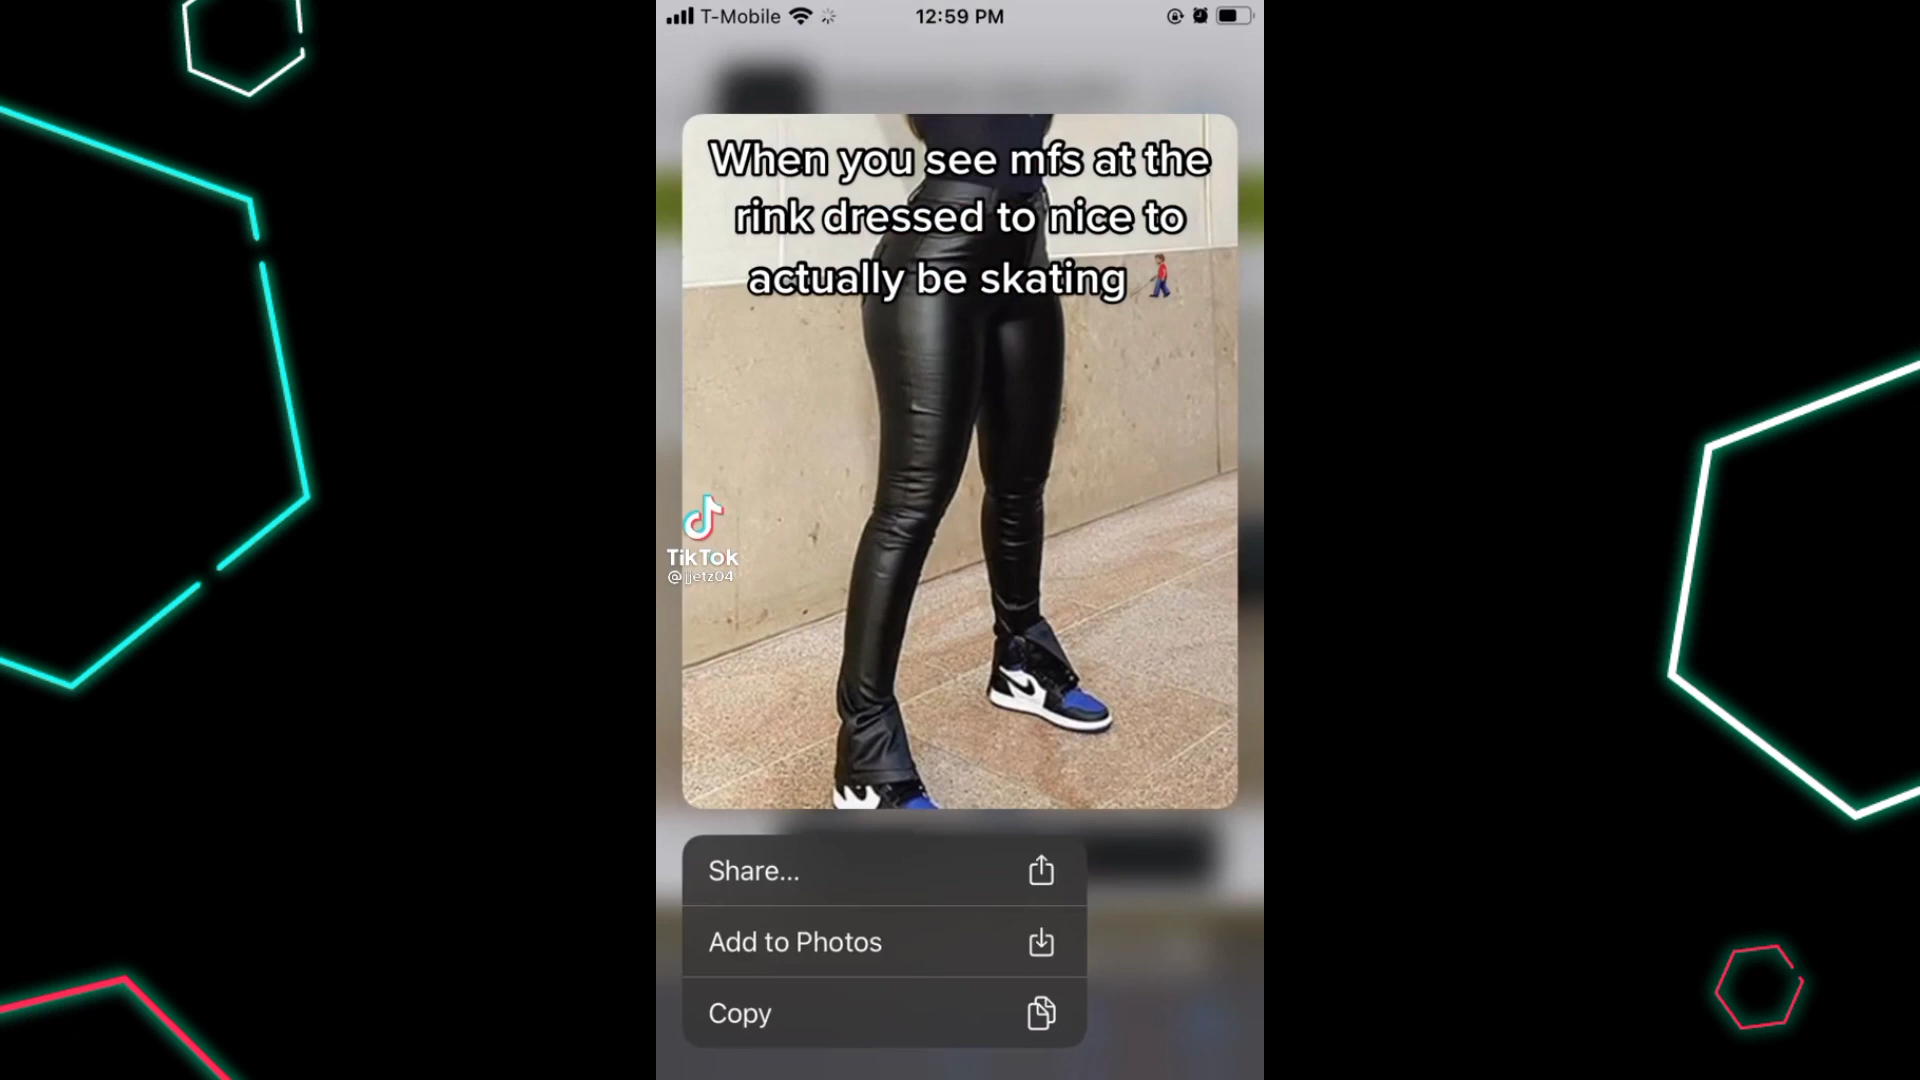 T-Mobile 12:59 PM
When you see mfs at the
rink dressed to nice to
actually be skating
TikTok
@jjetz04
Share...
Add to Photos
Copy